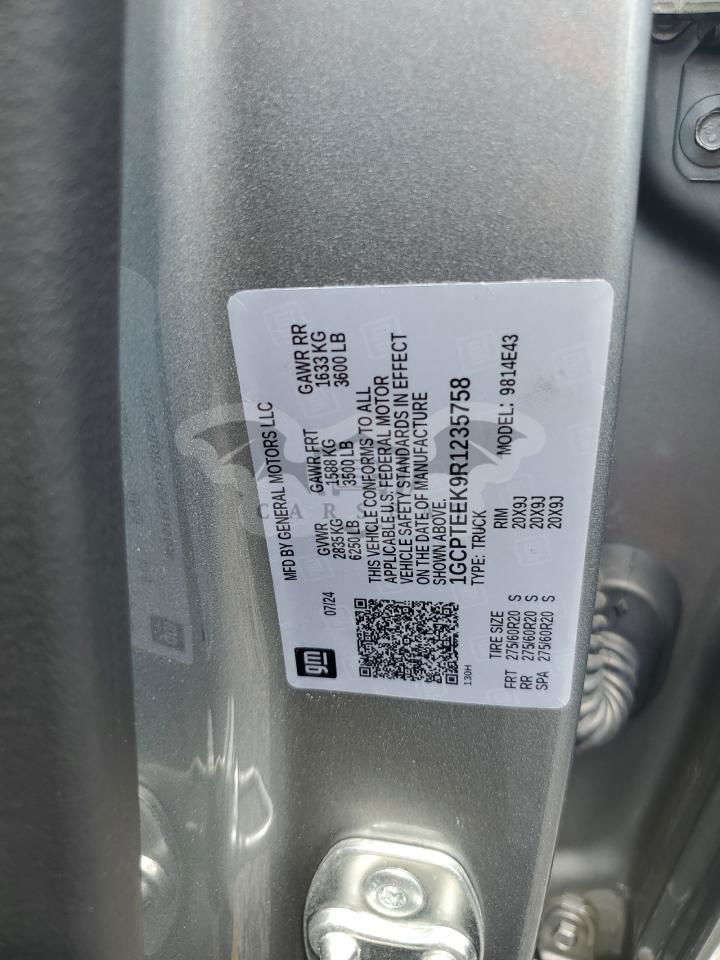 MFD BY GENERAL MOTORS LLC
gm
07/24
GVWR GAWR FRT GAWR RR
2835 KG 1588 KG 1633 KG
6250 LB 3500 LB 3600 LB
THIS VEHICLE CONFORMS TO ALL
APPLICABLE U.S. FEDERAL MOTOR
VEHICLE SAFETY STANDARDS IN EFFECT
ON THE DATE OF MANUFACTURE
SHOWN ABOVE.
1GCPTEEK9R1235758
TYPE: TRUCK MODEL: 9814E43
130H
TIRE SIZE RIM
FRT 275/60R20 S 20X9J
RR 275/60R20 S 20X9J
SPA 275/60R20 S 20X9J
CARS